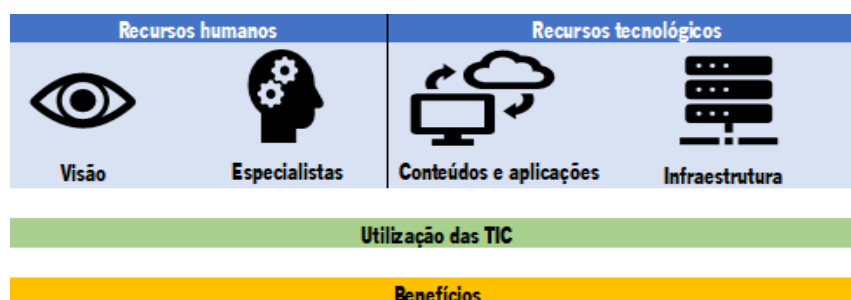 Recursos humanos
Recursos tecnológicos
Visão
Especialistas
Conteúdos e aplicações
Infraestrutura
Utilização das TIC
Benefícios